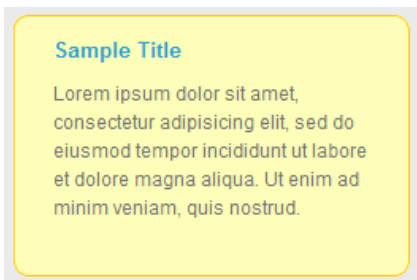 Sample Title
Lorem ipsum dolor sit amet,
consectetur adipisicing elit, sed do
eiusmod tempor incididunt ut labore
et dolore magna aliqua. Ut enim ad
minim veniam, quis nostrud.